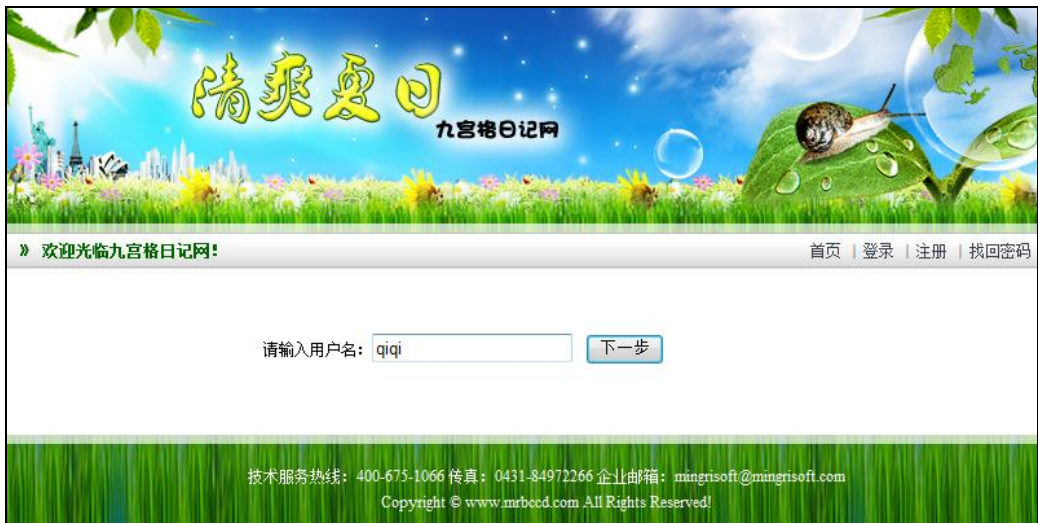 清爽夏日
九宫格日记网
» 欢迎光临九宫格日记网！
首页 | 登录 | 注册 | 找回密码
请输入用户名： qiqi 下一步
技术服务热线：400-675-1066 传真：0431-84972266 企业邮箱：mingrisoft@mingrisoft.com
Copyright © www.mrbccd.com All Rights Reserved!